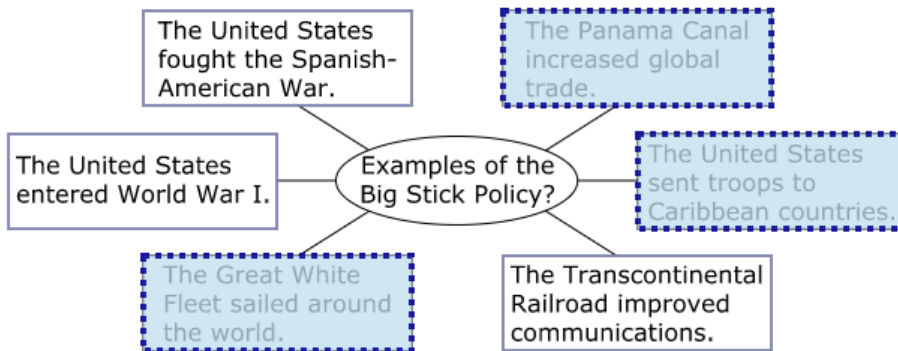 The United States
fought the Spanish-
American War.
The Panama Canal
increased global
trade.
The United States
entered World War I.
Examples of the
Big Stick Policy?
The United States
sent troops to
Caribbean countries.
The Great White
Fleet sailed around
the world.
The Transcontinental
Railroad improved
communications.